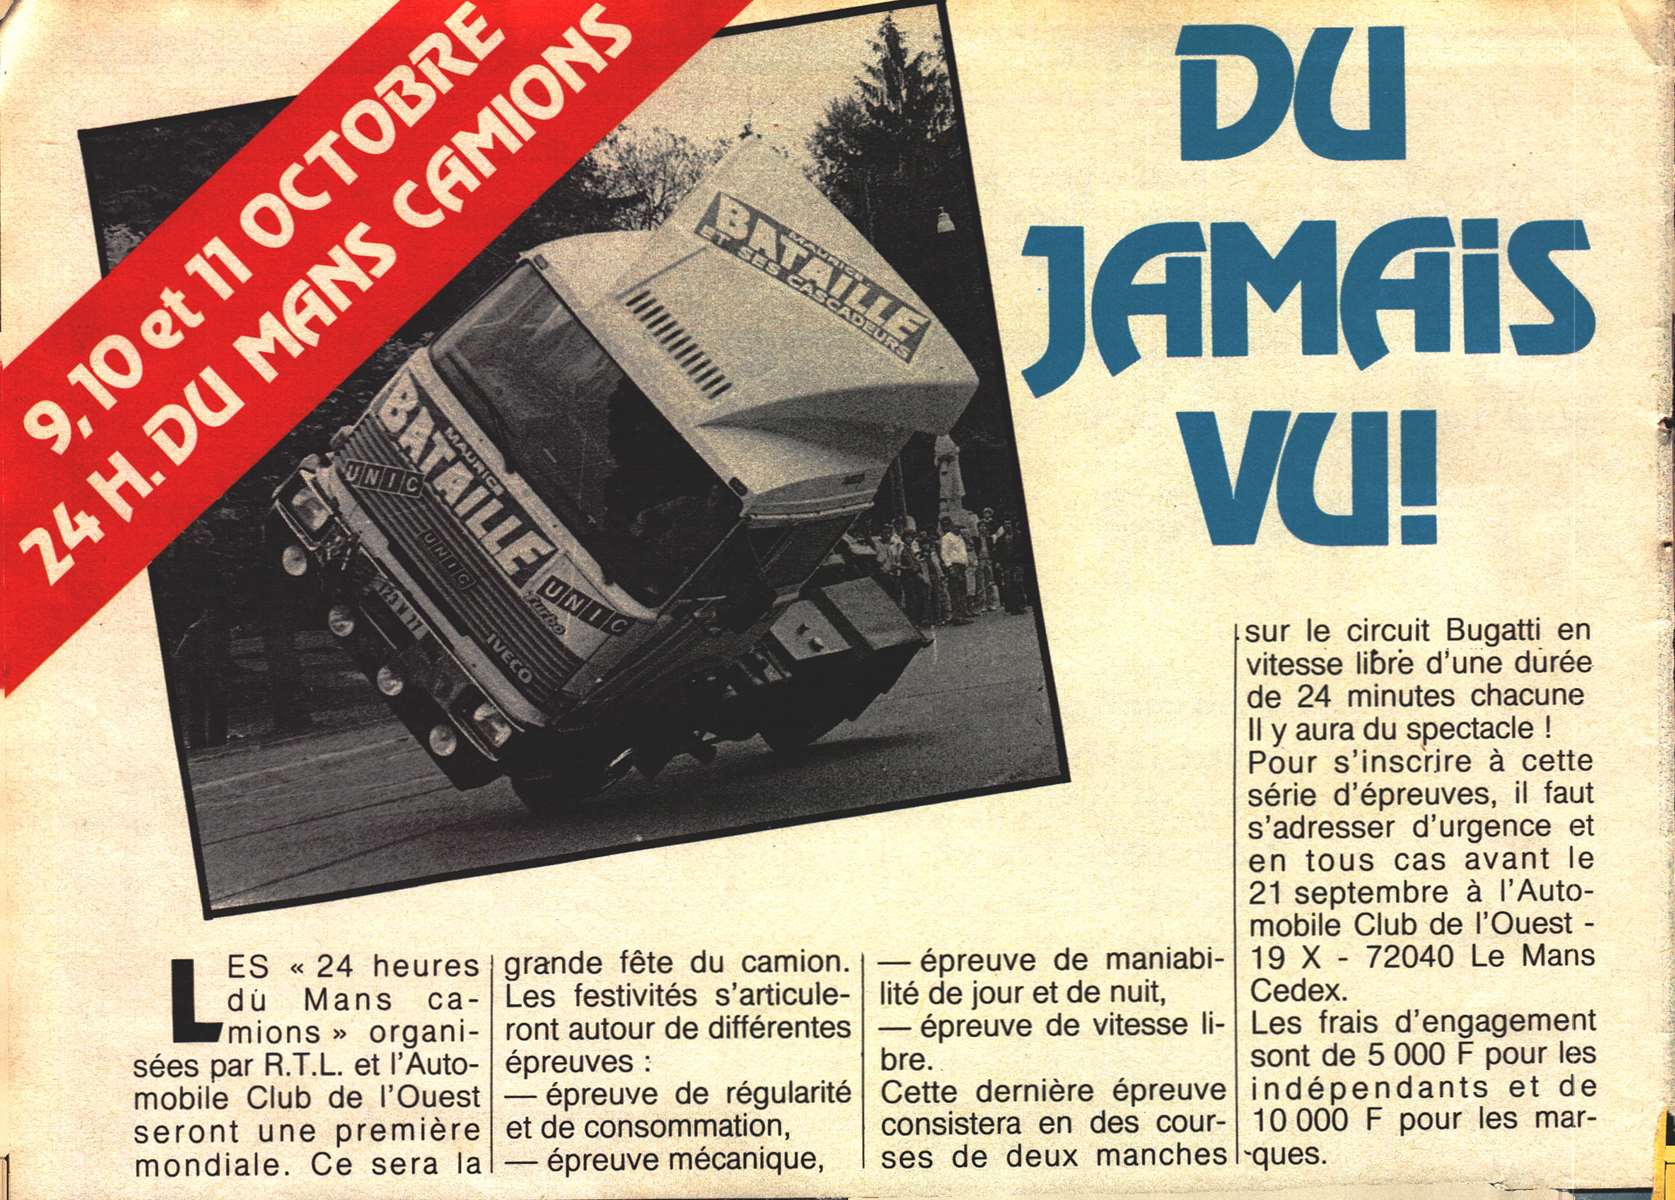 9, 10 et 11 OCTOBRE
24 H. DU MANS CAMIONS
DU
JAMAIS
VU!
MAURICE
BATAILLE
ET SES CASCADEURS
MAURICE
BATAILLE
UNIC
UNIC
UNIC
Turbo
IVECO
LES « 24 heures
du Mans ca-
mions » organi-
sées par R.T.L. et l'Auto-
mobile Club de l'Ouest
seront une première
mondiale. Ce sera la
grande fête du camion.
Les festivités s'articule-
ront autour de différentes
épreuves :
— épreuve de régularité
et de consommation,
— épreuve mécanique,
— épreuve de maniabi-
lité de jour et de nuit,
— épreuve de vitesse li-
bre.
Cette dernière épreuve
consistera en des cour-
ses de deux manches
sur le circuit Bugatti en
vitesse libre d'une durée
de 24 minutes chacune
Il y aura du spectacle !
Pour s'inscrire à cette
série d'épreuves, il faut
s'adresser d'urgence et
en tous cas avant le
21 septembre à l'Auto-
mobile Club de l'Ouest -
19 X - 72040 Le Mans
Cedex.
Les frais d'engagement
sont de 5 000 F pour les
indépendants et de
10 000 F pour les mar-
ques.